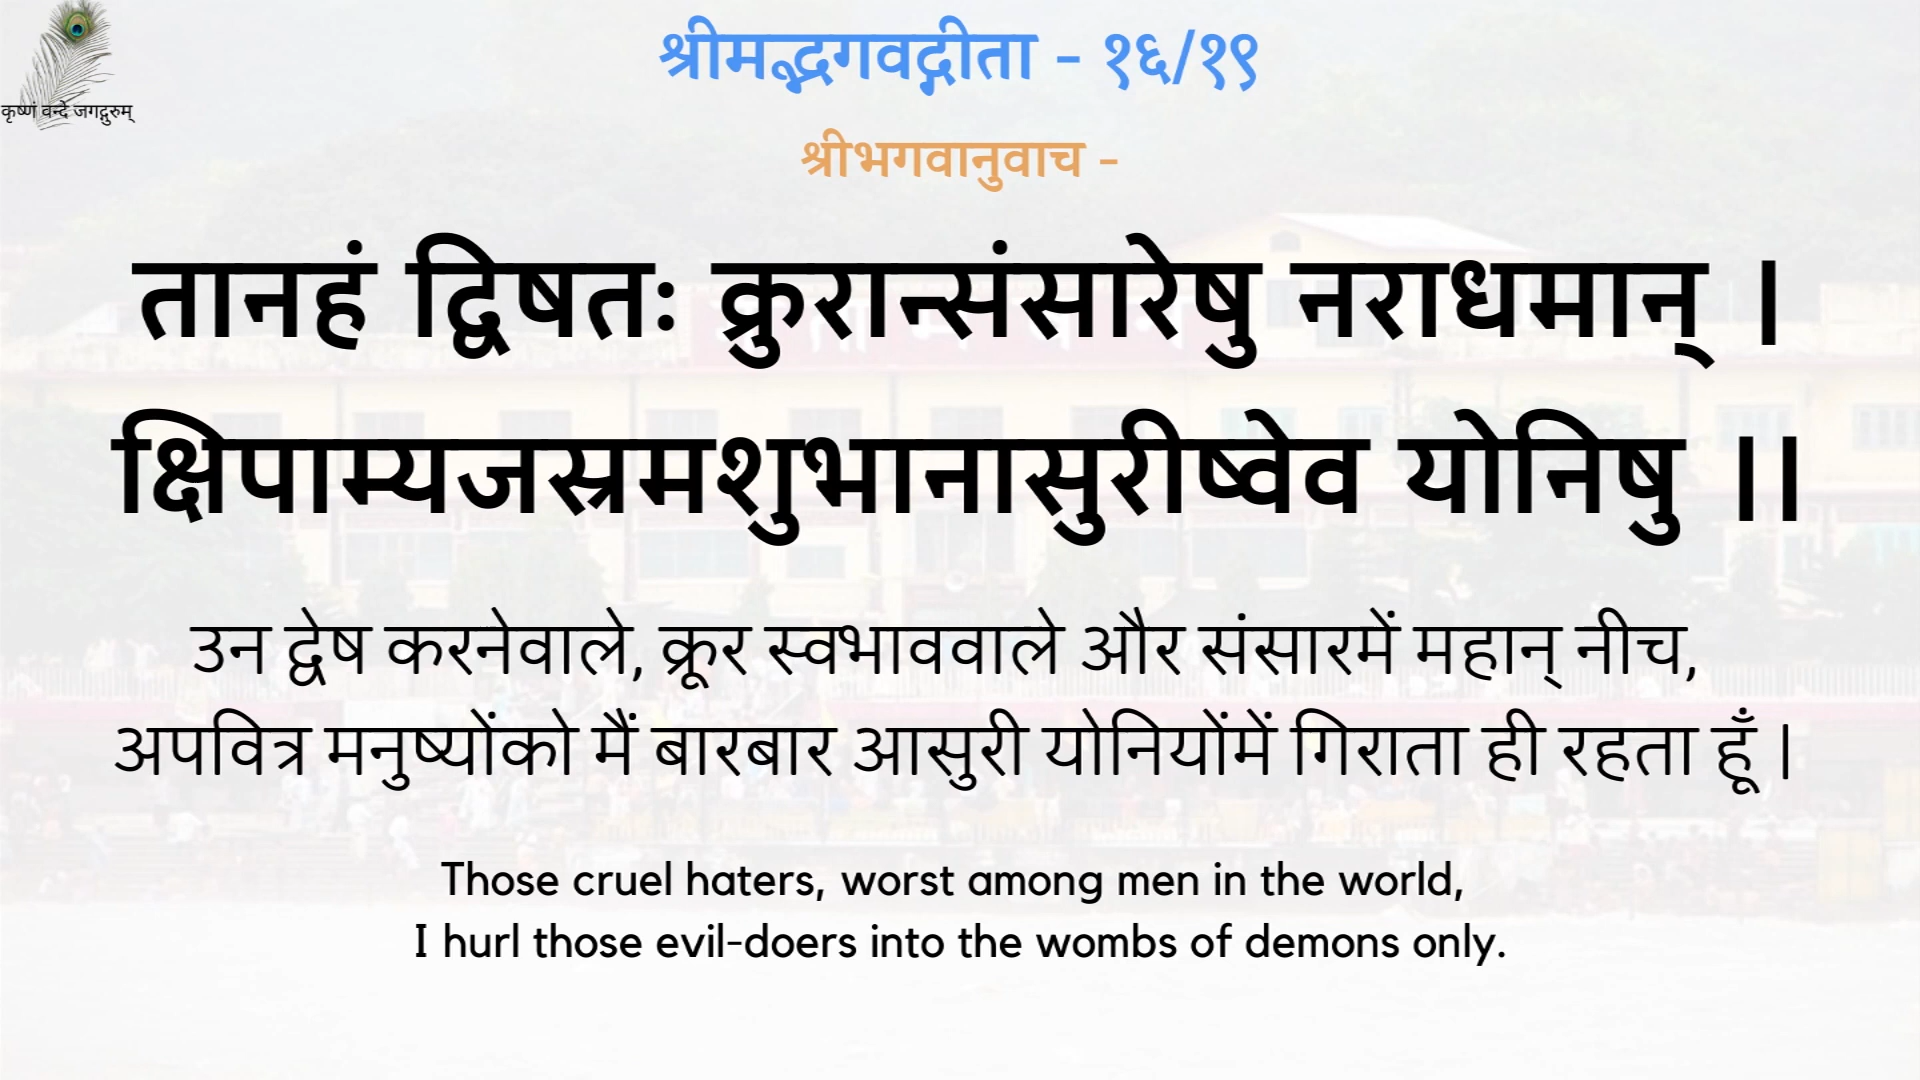 श्रीमद्भगवद्गीता - १६/१९
कृष्णं वन्दे जगद्गुरुम्
श्रीभगवानुवाच -
तानहं द्विषतः क्रुरान्संसारेषु नराधमान् |
क्षिपाम्यजस्रमशुभानासुरीष्वेव योनिषु ||
उन द्वेष करनेवाले, क्रूर स्वभाववाले और संसारमें महान् नीच,
अपवित्र मनुष्योंको मैं बारबार आसुरी योनियोंमें गिराता ही रहता हूँ |
Those cruel haters, worst among men in the world,
I hurl those evil-doers into the wombs of demons only.